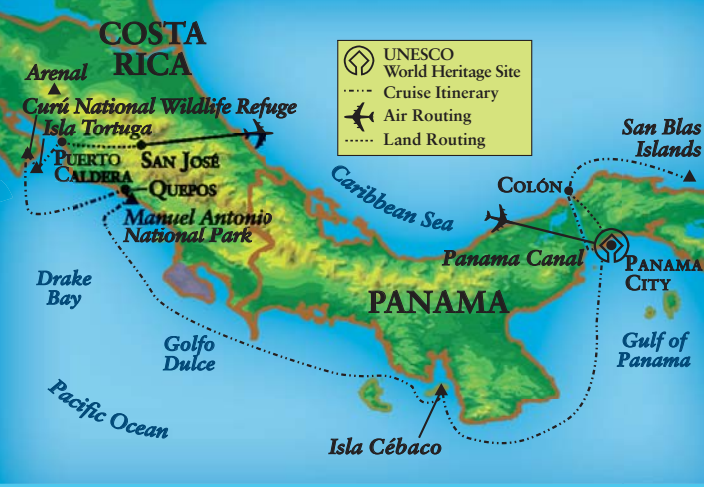 COSTA
RICA
UNESCO
World Heritage Site
Cruise Itinerary
Air Routing
Land Routing
Arenal
Curú National Wildlife Refuge
Isla Tortuga
PUERTO
CALDERA
SAN JOSÉ
QUEPOS
Manuel Antonio
National Park
San Blas
Islands
COLÓN
Caribbean Sea
Panama Canal
PANAMA
CITY
Drake
Bay
PANAMA
Golfo
Dulce
Gulf of
Panama
Pacific Ocean
Isla Cébaco